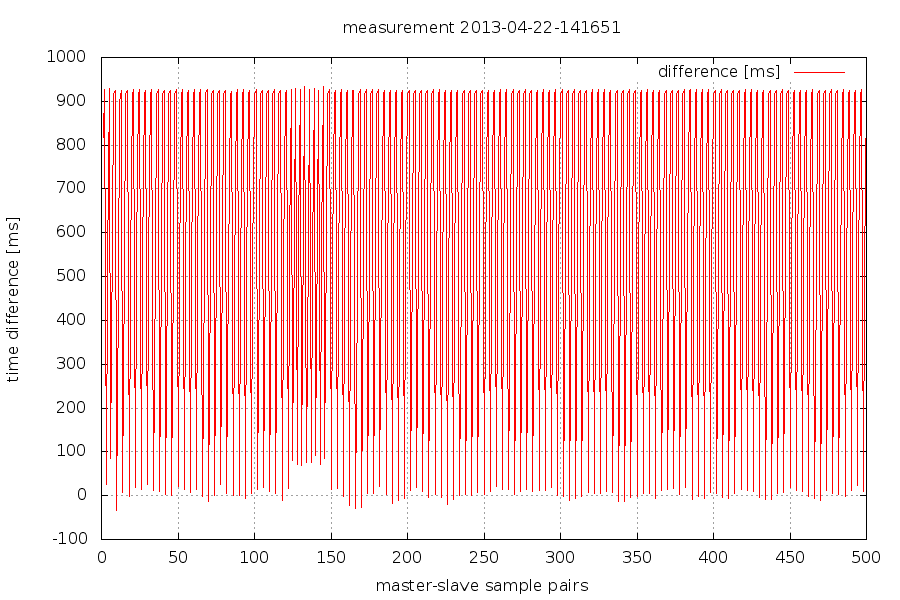 measurement 2013-04-22-141651
difference [ms]
1000
900
800
700
600
500
400
300
200
100
0
-100
time difference [ms]
0 50 100 150 200 250 300 350 400 450 500
master-slave sample pairs